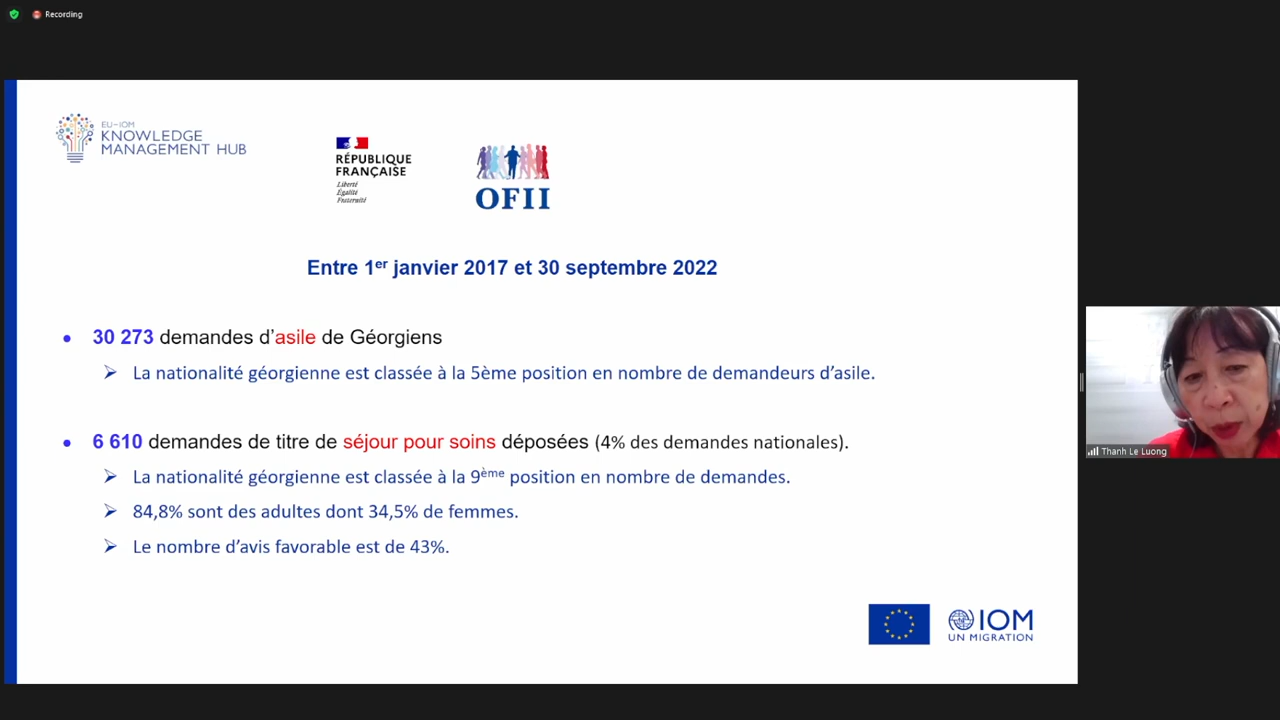 Recording
EU-IOM
KNOWLEDGE
MANAGEMENT HUB
RÉPUBLIQUE
FRANÇAISE
Liberté
Égalité
Fraternité
OFII
Entre 1er janvier 2017 et 30 septembre 2022
• 30 273 demandes d’asile de Géorgiens
➢ La nationalité géorgienne est classée à la 5ème position en nombre de demandeurs d’asile.
• 6 610 demandes de titre de séjour pour soins déposées (4% des demandes nationales).
➢ La nationalité géorgienne est classée à la 9ème position en nombre de demandes.
➢ 84,8% sont des adultes dont 34,5% de femmes.
➢ Le nombre d’avis favorable est de 43%.
Thanh Le Luong
IOM
UN MIGRATION